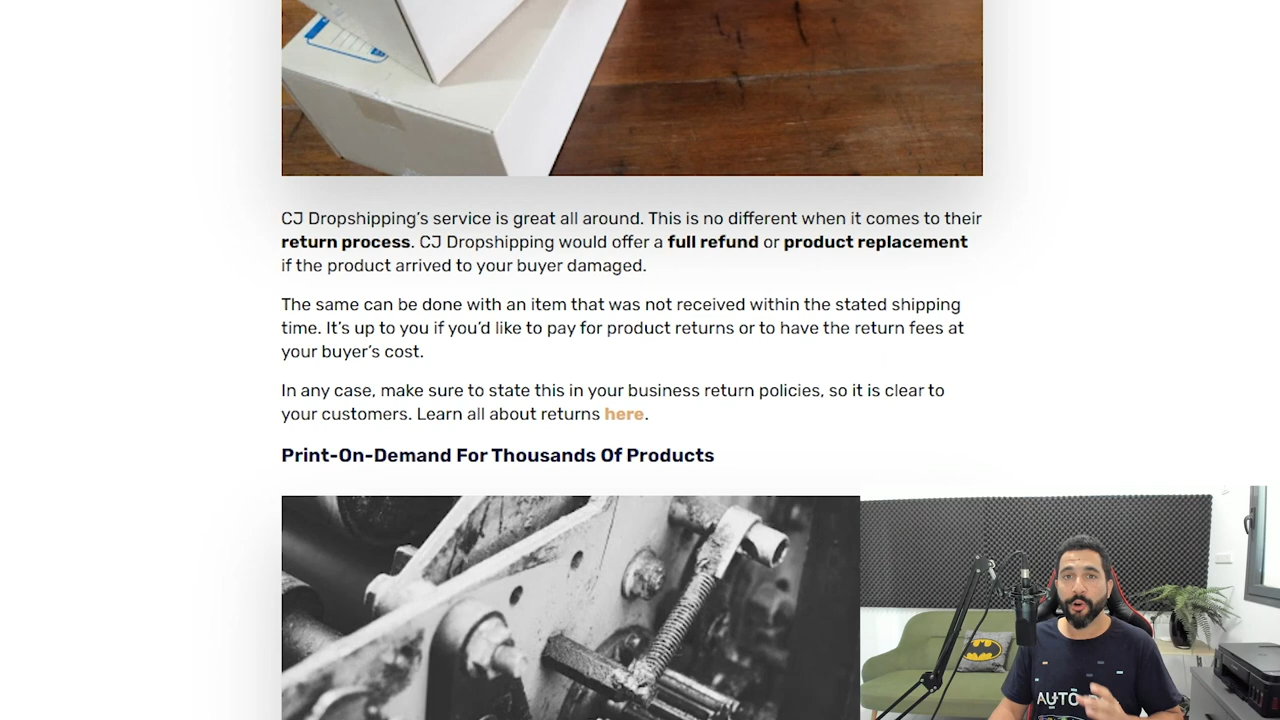 CJ Dropshipping's service is great all around. This is no different when it comes to their
return process. CJ Dropshipping would offer a full refund or product replacement
if the product arrived to your buyer damaged.
The same can be done with an item that was not received within the stated shipping
time. It's up to you if you'd like to pay for product returns or to have the return fees at
your buyer's cost.
In any case, make sure to state this in your business return policies, so it is clear to
your customers. Learn all about returns here.
Print-On-Demand For Thousands Of Products